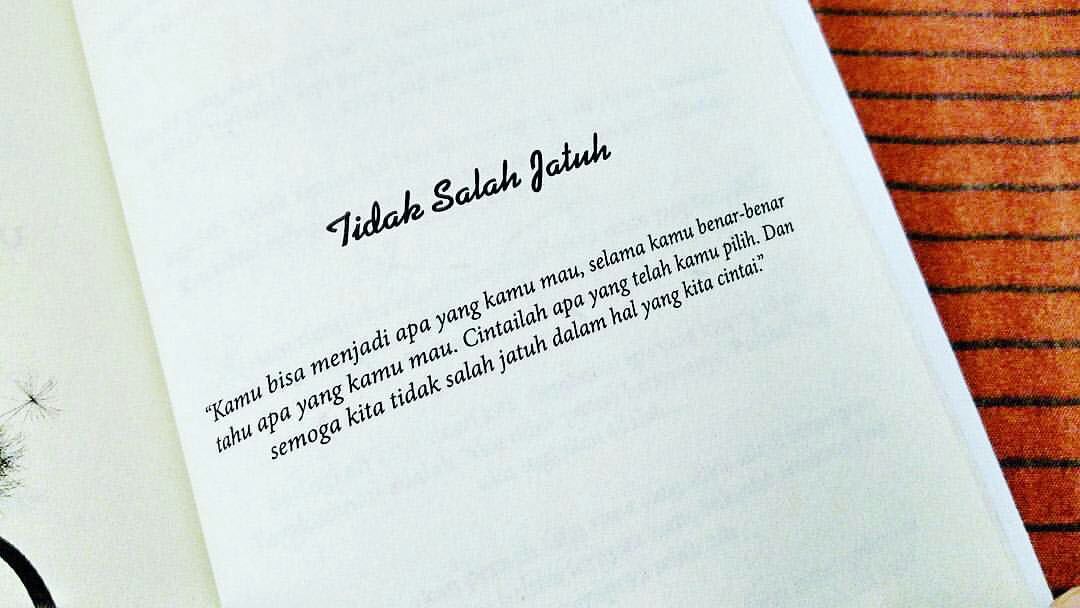 Tidak Salah Jatuh
“Kamu bisa menjadi apa yang kamu mau, selama kamu benar-benar
tahu apa yang kamu mau. Cintailah apa yang telah kamu pilih. Dan
semoga kita tidak salah jatuh dalam hal yang kita cintai.”